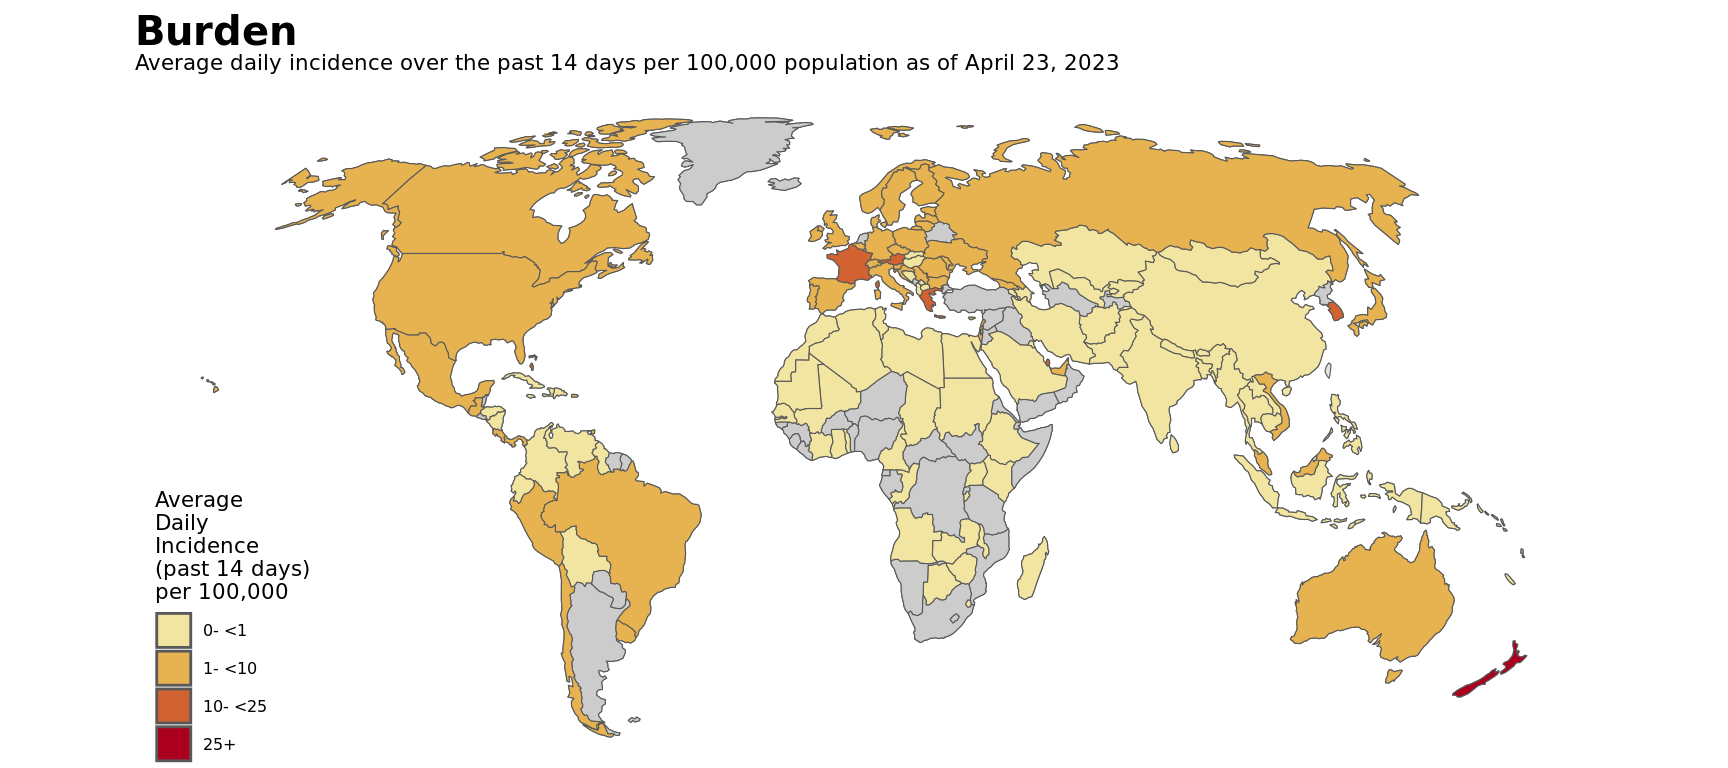 Burden
Average daily incidence over the past 14 days per 100,000 population as of April 23, 2023
Average
Daily
Incidence
(past 14 days)
per 100,000
0- <1
1- <10
10- <25
25+